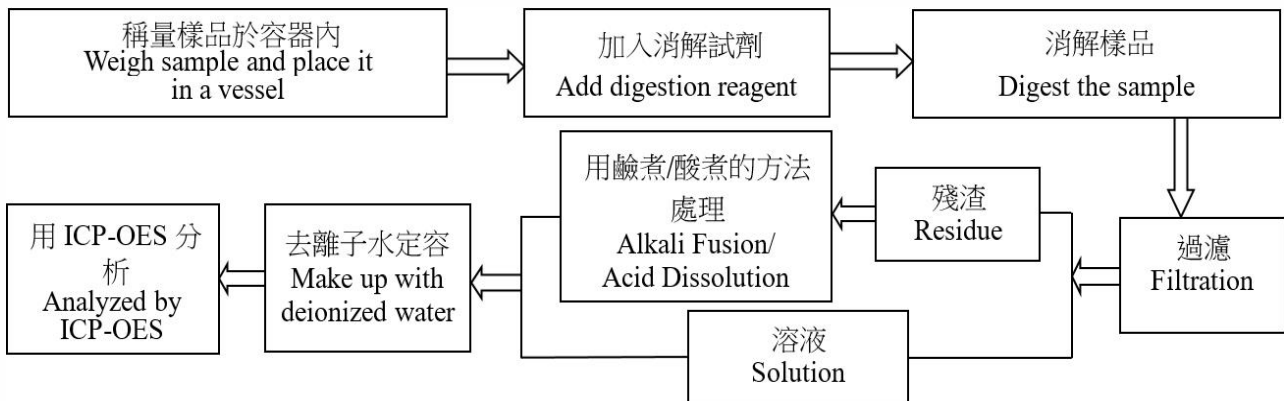 稱量樣品於容器內
Weigh sample and place it
in a vessel
加入消解試劑
Add digestion reagent
消解樣品
Digest the sample
過濾
Filtration
殘渣
Residue
溶液
Solution
用鹼煮/酸煮的方法
處理
Alkali Fusion/
Acid Dissolution
去離子水定容
Make up with
deionized water
用 ICP-OES 分
析
Analyzed by
ICP-OES